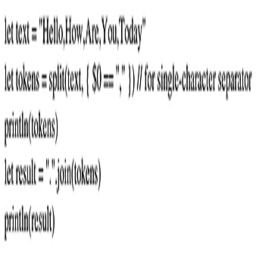 let text = "Hello,How,Are,You,Today"
let tokens = split(text, { $0 == "," }) // for single-character separator
println(tokens)
let result = ".".join(tokens)
println(result)